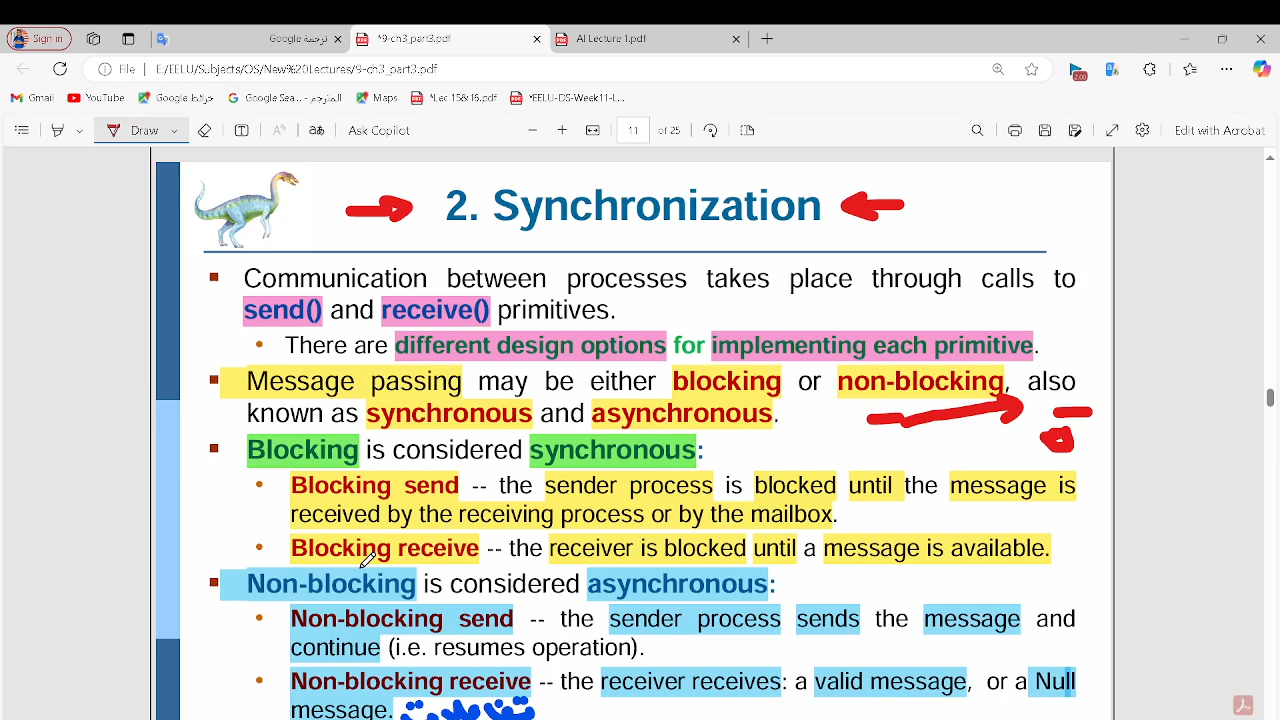 Sign in
ترجمة Google
*9-ch3_part3.pdf
AI Lecture 1.pdf
File
E:/EELU/Subjects/OS/New%20Lectures/9-ch3_part3.pdf
2.00
Gmail
YouTube
خرائط Google
Google Sea...
Maps
*Lec 15&16.pdf
*EELU-DS-Week11-L...
Draw
Ask Copilot
11
of 25
Edit with Acrobat
2. Synchronization
Communication between processes takes place through calls to
send() and receive() primitives.
There are different design options for implementing each primitive.
Message passing may be either blocking or non-blocking, also
known as synchronous and asynchronous.
Blocking is considered synchronous:
Blocking send -- the sender process is blocked until the message is
received by the receiving process or by the mailbox.
Blocking receive -- the receiver is blocked until a message is available.
Non-blocking is considered asynchronous:
Non-blocking send -- the sender process sends the message and
continue (i.e. resumes operation).
Non-blocking receive -- the receiver receives: a valid message, or a Null
message.